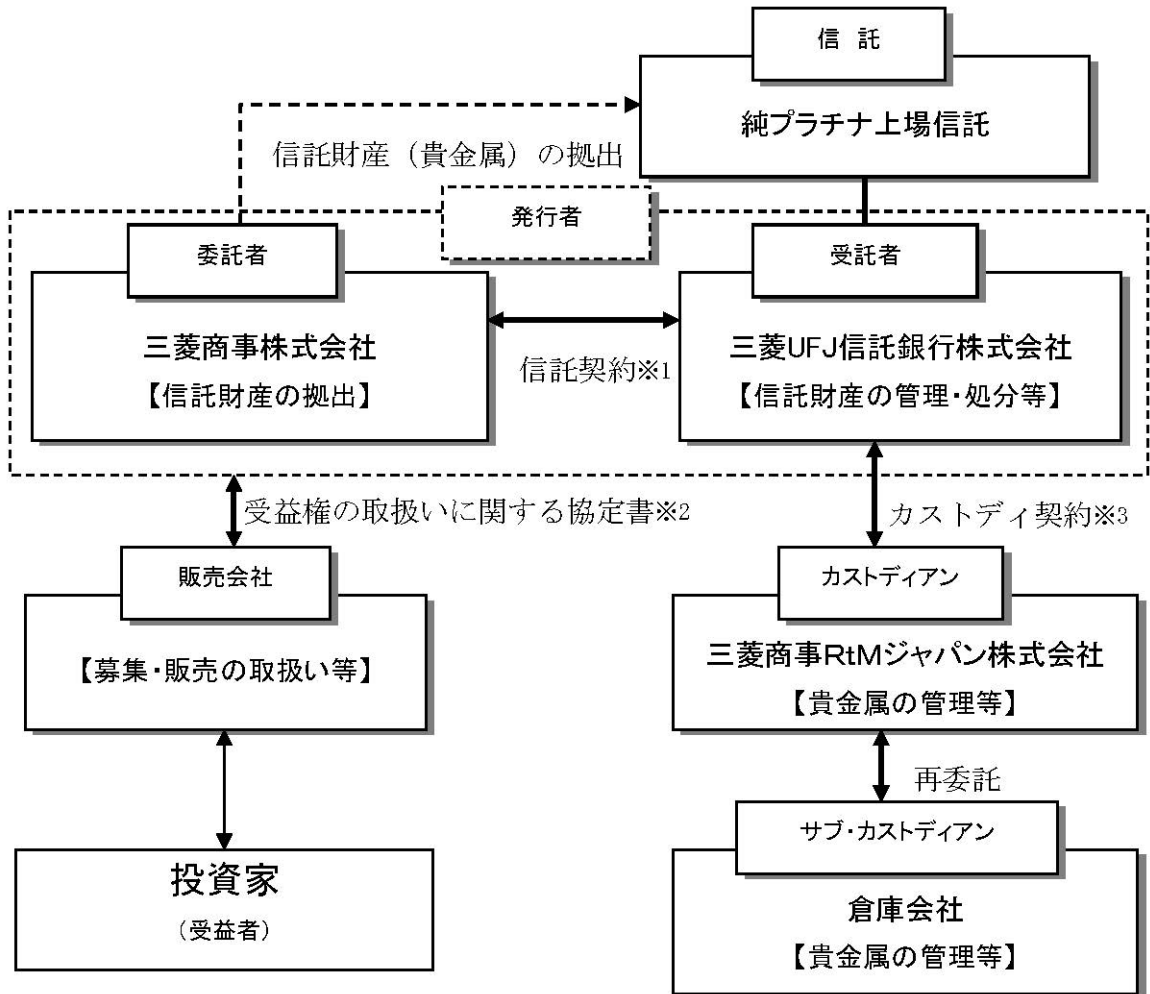 信 託
純プラチナ上場信託
信託財産（貴金属）の拠出
発行者
委託者
受託者
三菱商事株式会社
【信託財産の拠出】
信託契約※1
三菱UFJ信託銀行株式会社
【信託財産の管理・処分等】
受益権の取扱いに関する協定書※2
カストディ契約※3
販売会社
【募集・販売の取扱い等】
カストディアン
三菱商事RtMジャパン株式会社
【貴金属の管理等】
再委託
サブ・カストディアン
倉庫会社
【貴金属の管理等】
投資家
（受益者）